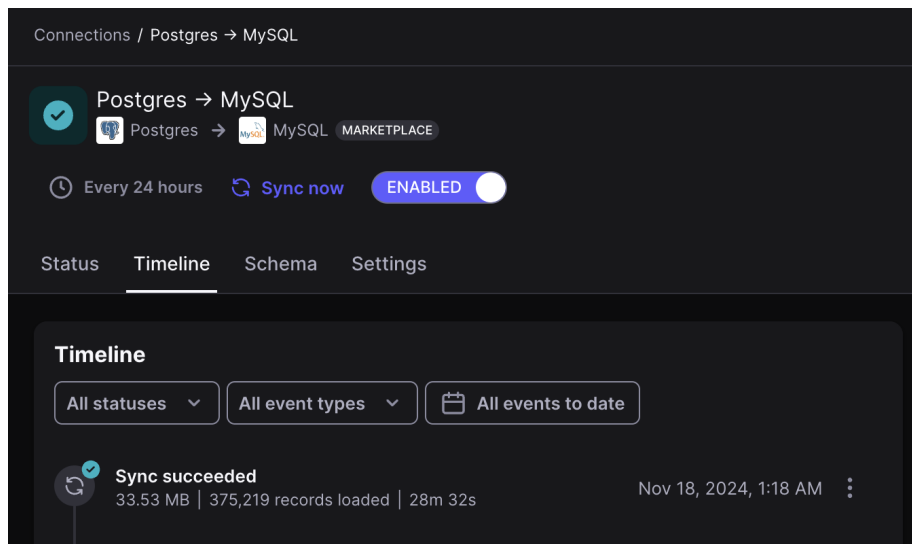 Connections / Postgres → MySQL
Postgres → MySQL
Postgres → MySQL MySQL MARKETPLACE
Every 24 hours Sync now ENABLED
Status Timeline Schema Settings
Timeline
All statuses All event types All events to date
Sync succeeded
33.53 MB | 375,219 records loaded | 28m 32s Nov 18, 2024, 1:18 AM